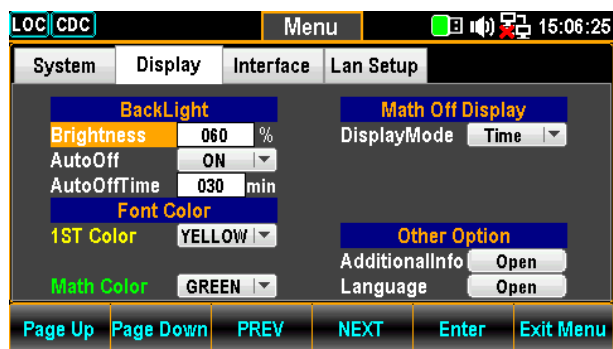 LOC CDC Menu 15:06:25
System Display Interface Lan Setup
BackLight
Brightness 060 %
AutoOff ON
AutoOffTime 030 min
Font Color
1ST Color YELLOW
Math Color GREEN
Math Off Display
DisplayMode Time
Other Option
AdditionalInfo Open
Language Open
Page Up Page Down PREV NEXT Enter Exit Menu